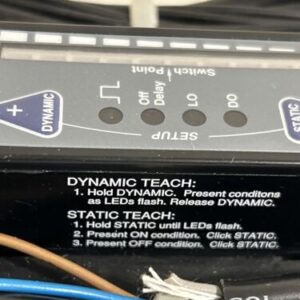 Switch Point
+
DYNAMIC
Off
Delay
LO
DO
SETUP
STATIC
DYNAMIC TEACH:
1. Hold DYNAMIC. Present conditons
as LEDs flash. Release DYNAMIC.
STATIC TEACH:
1. Hold STATIC until LEDs flash.
2. Present ON condition. Click STATIC.
3. Present OFF condition. Click STATIC.